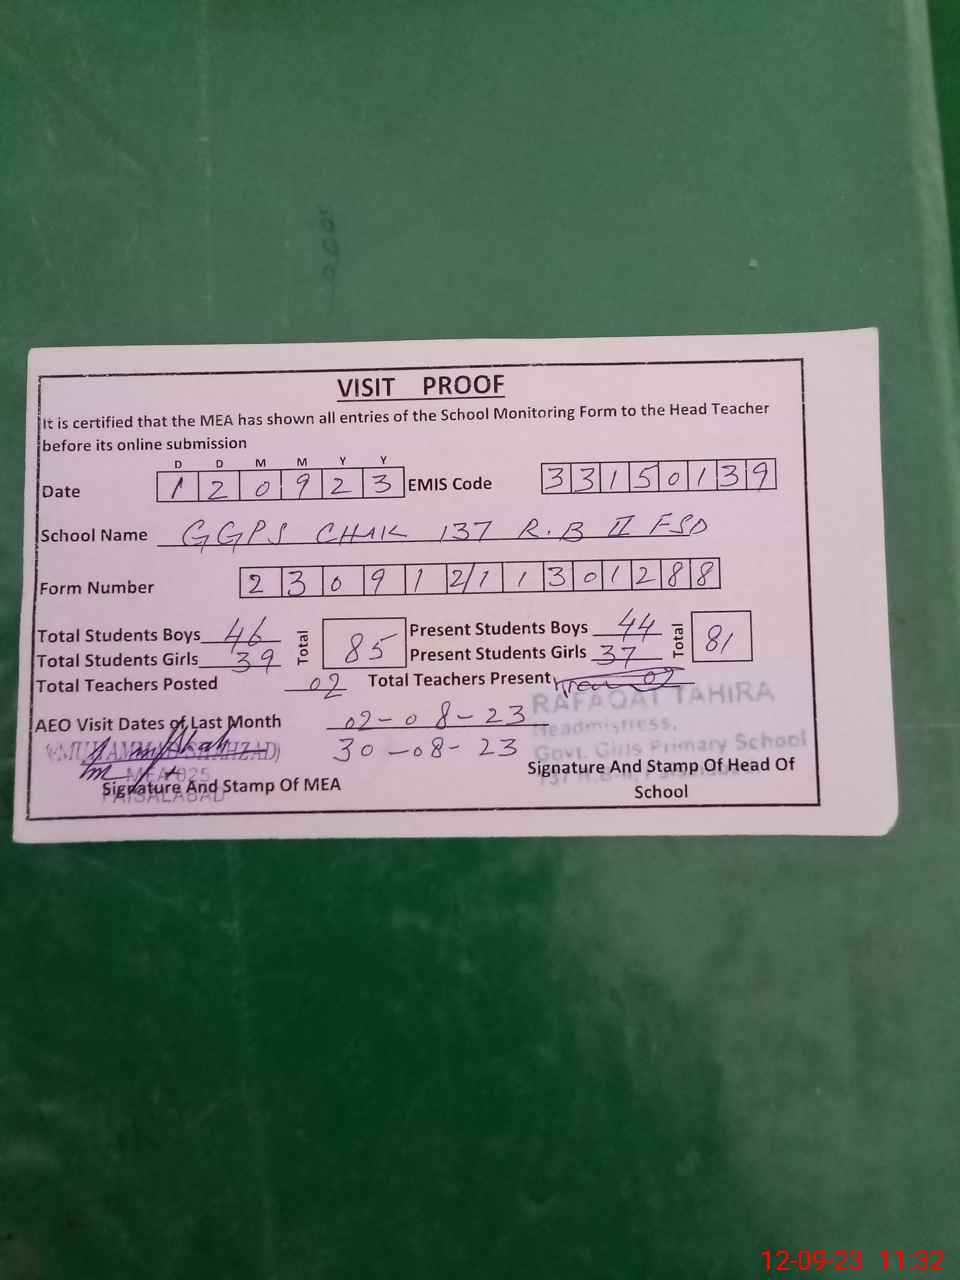 VISIT PROOF
It is certified that the MEA has shown all entries of the School Monitoring Form to the Head Teacher
before its online submission
D D M M Y Y
Date 1 2 0 9 2 3 EMIS Code 3 3 1 5 0 1 3 9
School Name GGPS CHAK 137 R.B II FSD
Form Number 2 3 0 9 1 2 1 1 3 0 1 2 8 8
Total Students Boys 46 Total 85 Present Students Boys 44 Total 81
Total Students Girls 39 Present Students Girls 37
Total Teachers Posted 02 Total Teachers Present 02
RAFAQAT TAHIRA
AEO Visit Dates of Last Month 02-08-23
Headmistress,
30-08-23
Govt. Girls Primary School
Signature And Stamp Of MEA
MEA 025
FAISALABAD
Signature And Stamp Of Head Of
School
12-09-23 11:32